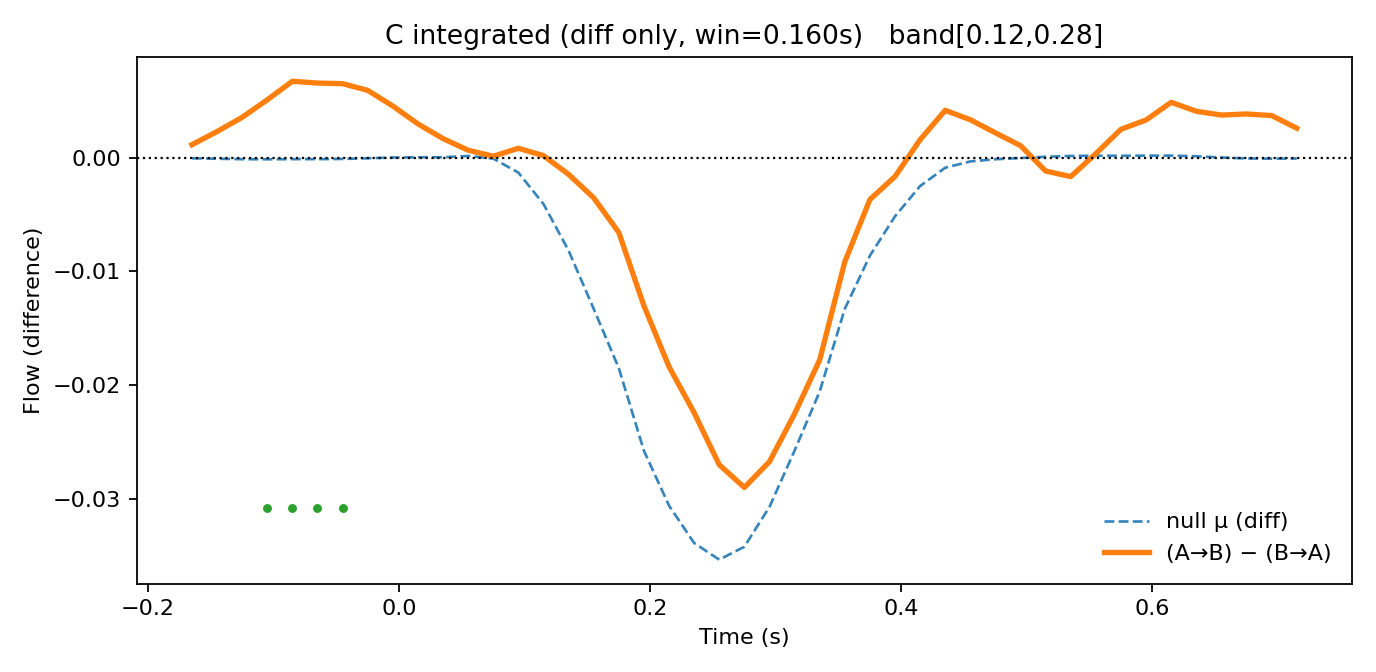 C integrated (diff only, win=0.160s)   band[0.12,0.28]
Flow (difference)
0.00
−0.01
−0.02
−0.03
−0.2
0.0
0.2
0.4
0.6
Time (s)
null μ (diff)
(A→B) − (B→A)